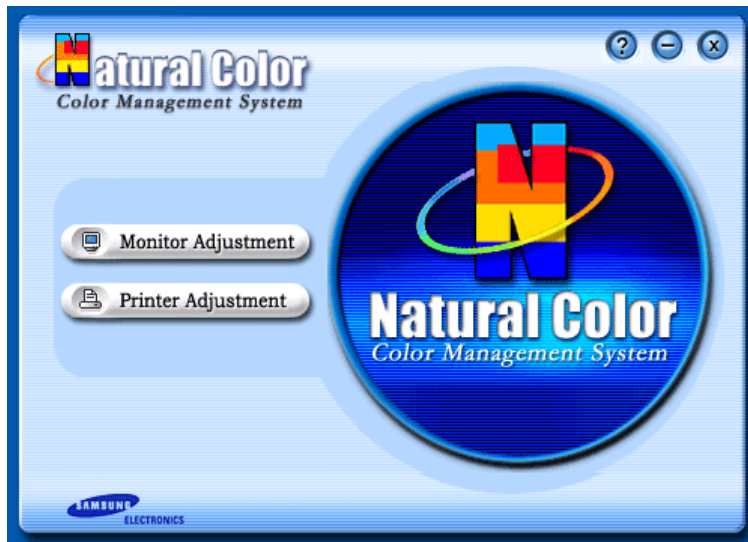 Natural Color
Color Management System
?
Monitor Adjustment
Printer Adjustment
N
Natural Color
Color Management System
SAMSUNG
ELECTRONICS